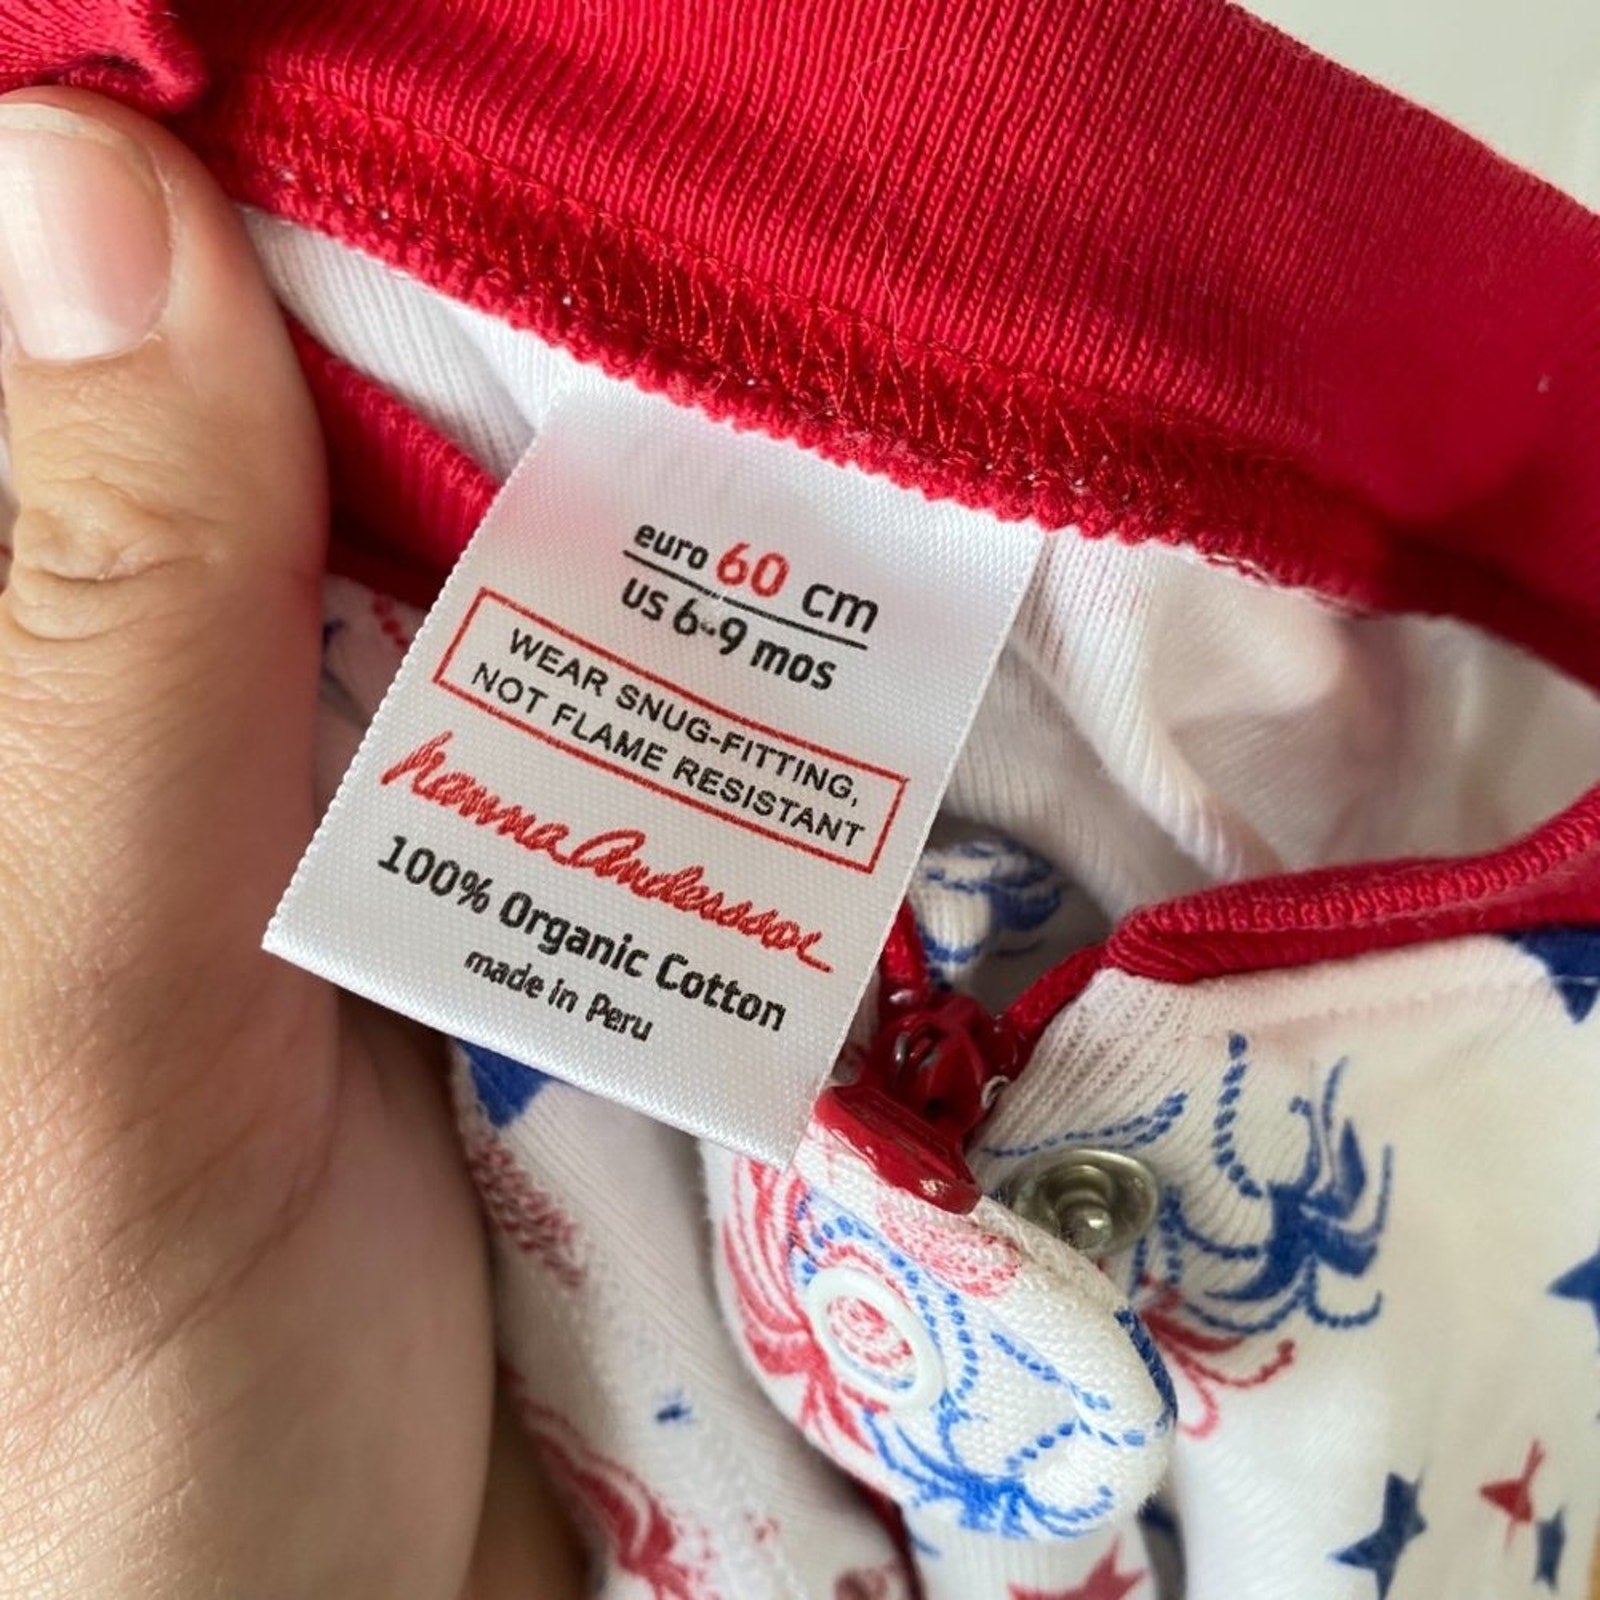 euro 60 cm
US 6-9 mos
WEAR SNUG-FITTING,
NOT FLAME RESISTANT
hanna Andersson
100% Organic Cotton
made in Peru